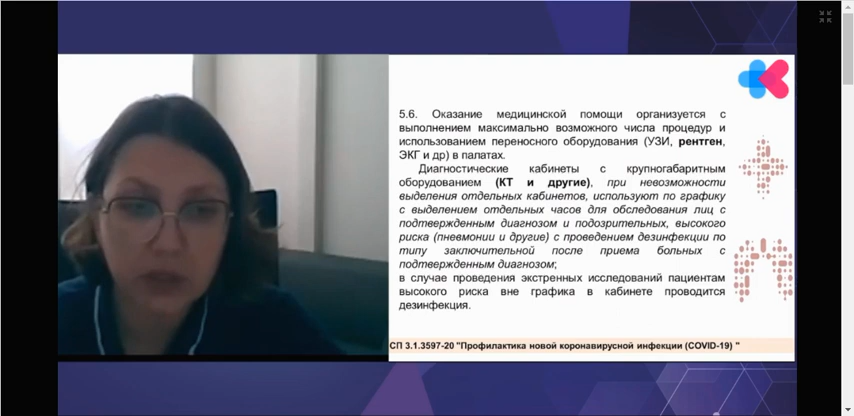 5.6. Оказание медицинской помощи организуется с
выполнением максимально возможного числа процедур и
использованием переносного оборудования (УЗИ, рентген,
ЭКГ и др) в палатах.
Диагностические кабинеты с крупногабаритным
оборудованием (КТ и другие), при невозможности
выделения отдельных кабинетов, используют по графику
с выделением отдельных часов для обследования лиц с
подтвержденным диагнозом и подозрительных, высокого
риска (пневмонии и другие) с проведением дезинфекции по
типу заключительной после приема больных с
подтвержденным диагнозом;
в случае проведения экстренных исследований пациентам
высокого риска вне графика в кабинете проводится
дезинфекция.
СП 3.1.3597-20 "Профилактика новой коронавирусной инфекции (COVID-19) "